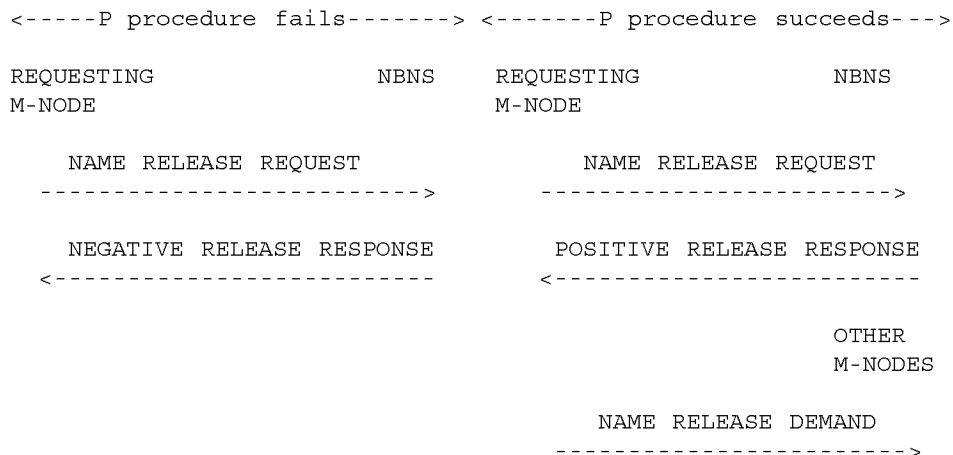 <-----P procedure fails-------> <-------P procedure succeeds--->
REQUESTING                NBNS    REQUESTING                NBNS
M-NODE                            M-NODE
NAME RELEASE REQUEST                NAME RELEASE REQUEST
--------------------------->       ------------------------>
NEGATIVE RELEASE RESPONSE         POSITIVE RELEASE RESPONSE
<---------------------------       <-------------------------
OTHER
M-NODES
NAME RELEASE DEMAND
------------------------>